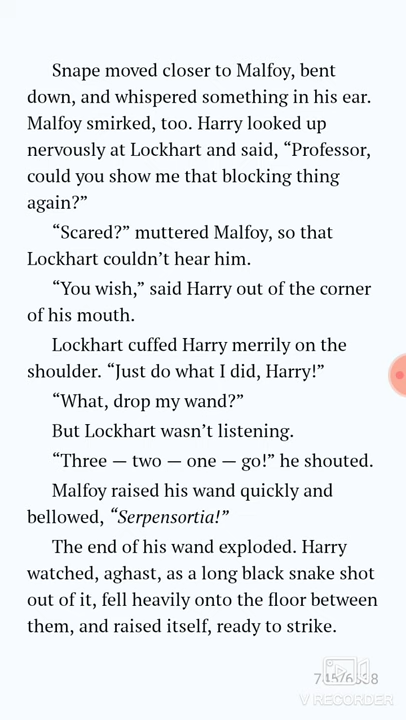 Snape moved closer to Malfoy, bent
down, and whispered something in his ear.
Malfoy smirked, too. Harry looked up
nervously at Lockhart and said, “Professor,
could you show me that blocking thing
again?”
“Scared?” muttered Malfoy, so that
Lockhart couldn’t hear him.
“You wish,” said Harry out of the corner
of his mouth.
Lockhart cuffed Harry merrily on the
shoulder. “Just do what I did, Harry!”
“What, drop my wand?”
But Lockhart wasn’t listening.
“Three — two — one — go!” he shouted.
Malfoy raised his wand quickly and
bellowed, “Serpensortia!”
The end of his wand exploded. Harry
watched, aghast, as a long black snake shot
out of it, fell heavily onto the floor between
them, and raised itself, ready to strike.
V RECORDER